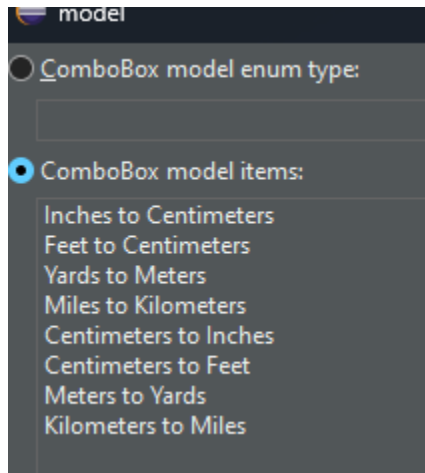 model
ComboBox model enum type:
ComboBox model items:
Inches to Centimeters
Feet to Centimeters
Yards to Meters
Miles to Kilometers
Centimeters to Inches
Centimeters to Feet
Meters to Yards
Kilometers to Miles